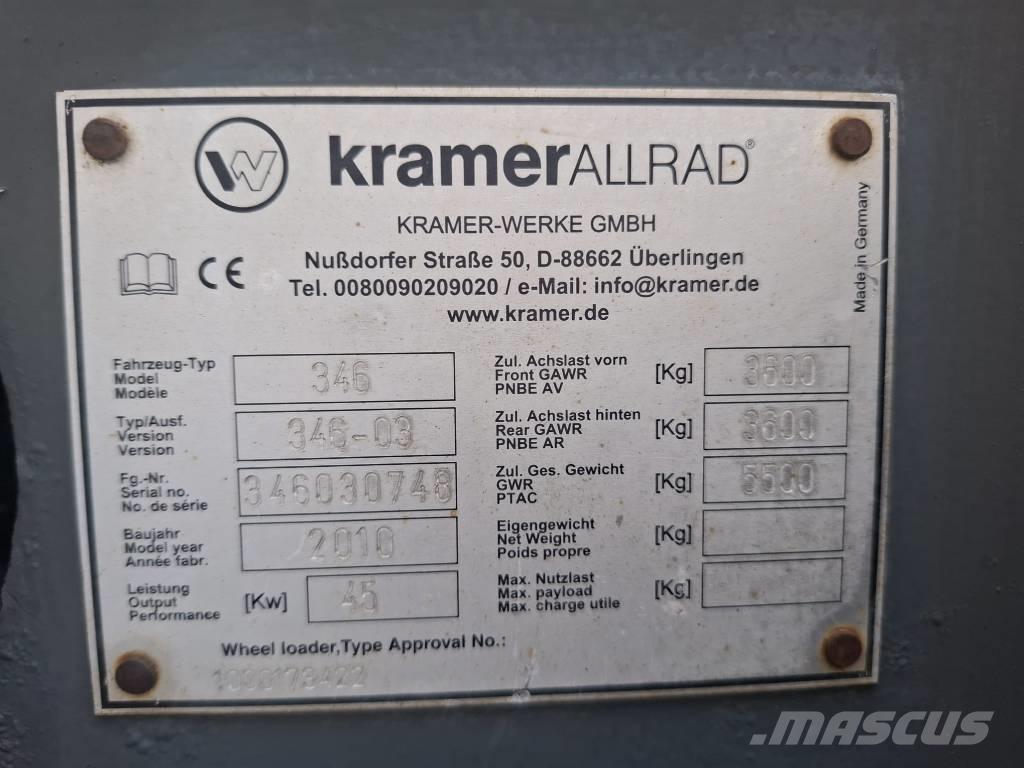 W kramerALLRAD®
KRAMER-WERKE GMBH
Nußdorfer Straße 50, D-88662 Überlingen
CE
Tel. 0080090209020 / e-Mail: info@kramer.de
www.kramer.de
Made in Germany
Fahrzeug-Typ
Model
Modèle
346
Typ/Ausf.
Version
Version
346-03
Fg.-Nr.
Serial no.
No. de série
346030748
Baujahr
Model year
Année fabr.
2010
Leistung
Output
Performance
[Kw]
45
Zul. Achslast vorn
Front GAWR
PNBE AV
[Kg]
3600
Zul. Achslast hinten
Rear GAWR
PNBE AR
[Kg]
3600
Zul. Ges. Gewicht
GWR
PTAC
[Kg]
5500
Eigengewicht
Net Weight
Poids propre
[Kg]
Max. Nutzlast
Max. payload
Max. charge utile
[Kg]
Wheel loader,Type Approval No.:
MASCUS